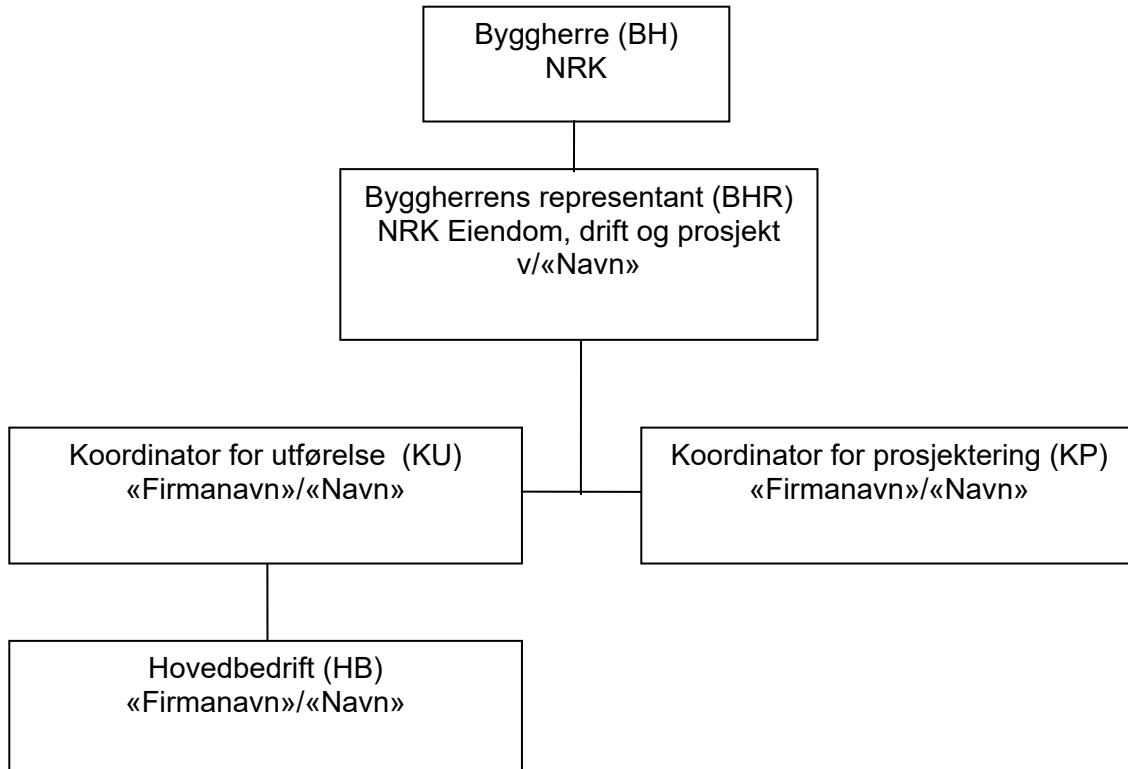 Byggherre (BH)
NRK
Byggherrens representant (BHR)
NRK Eiendom, drift og prosjekt
v/«Navn»
Koordinator for utførelse  (KU)
«Firmanavn»/«Navn»
Koordinator for prosjektering (KP)
«Firmanavn»/«Navn»
Hovedbedrift (HB)
«Firmanavn»/«Navn»